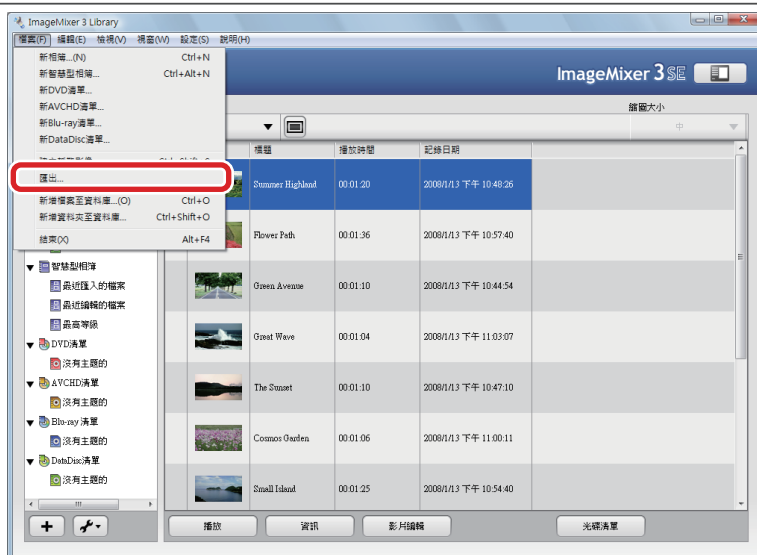 ImageMixer 3 Library
檔案(F) 編輯(E) 檢視(V) 視窗(W) 設定(S) 說明(H)
新相簿...(N) Ctrl+N
新智慧型相簿... Ctrl+Alt+N
新DVD清單...
新AVCHD清單...
新Blu-ray清單...
新DataDisc清單...
匯出...
新增檔案至資料庫...(O) Ctrl+O
新增資料夾至資料庫... Ctrl+Shift+O
結束(X) Alt+F4
ImageMixer 3 SE
縮圖大小
中
標題 播放時間 記錄日期
Summer Highland 00:01:20 2008/1/13 下午 10:48:26
Flower Path 00:01:36 2008/1/13 下午 10:57:40
Green Avenue 00:01:10 2008/1/13 下午 10:44:54
Great Wave 00:01:04 2008/1/13 下午 11:03:07
The Sunset 00:01:10 2008/1/13 下午 10:47:10
Cosmos Garden 00:01:06 2008/1/13 下午 11:00:11
Small Island 00:01:25 2008/1/13 下午 10:54:40
智慧型相簿
最近匯入的檔案
最近編輯的檔案
最高等級
DVD清單
沒有主題的
AVCHD清單
沒有主題的
Blu-ray 清單
沒有主題的
DataDisc清單
沒有主題的
播放 資訊 影片編輯 光碟清單